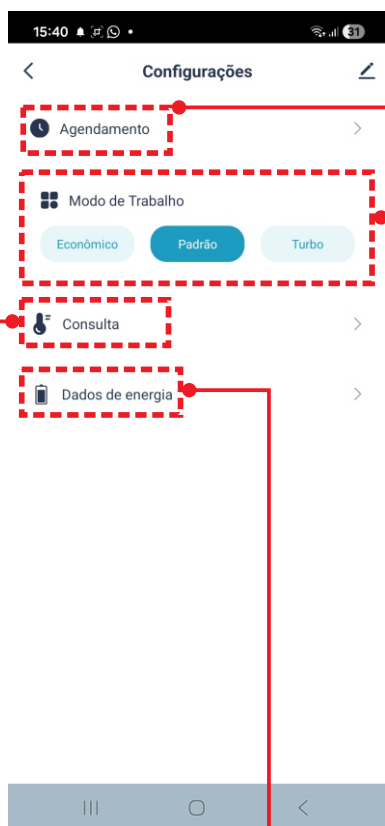 15:40 31
Configurações
Agendamento
Modo de Trabalho
Econômico Padrão Turbo
Consulta
Dados de energia